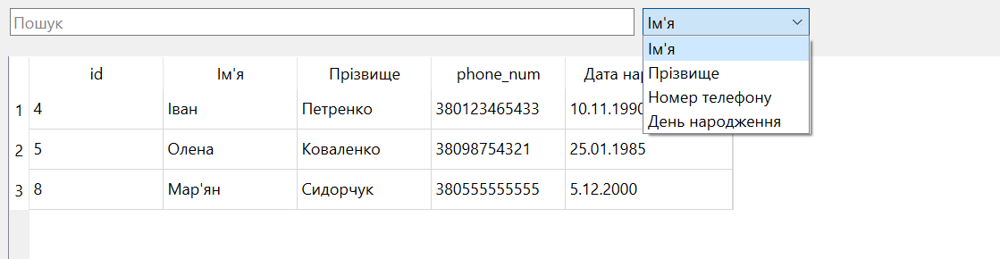 Пошук
Ім'я
Ім'я
Прізвище
Номер телефону
День народження
id Ім'я Прізвище phone_num Дата нар
1 4 Іван Петренко 380123465433 10.11.1990
2 5 Олена Коваленко 38098754321 25.01.1985
3 8 Мар'ян Сидорчук 380555555555 5.12.2000